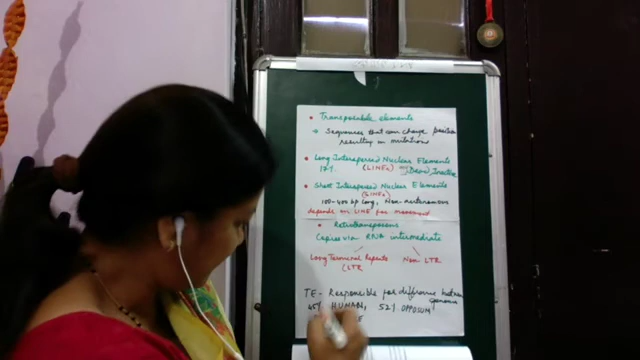 Transposable elements
Sequences that can change position
resulting in mutation
Long Interspersed Nuclear Elements
17% (LINEs)
Short Interspersed Nuclear Elements
(SINEs)
100-400 bp long, Non-autonomous
depends on LINE for movement
Retrotransposons
Copies via RNA intermediate
Long Terminal Repeats Non LTR
(LTR
TE - Responsible for difference between
genomes
45% HUMAN, 52% OPOSSUM